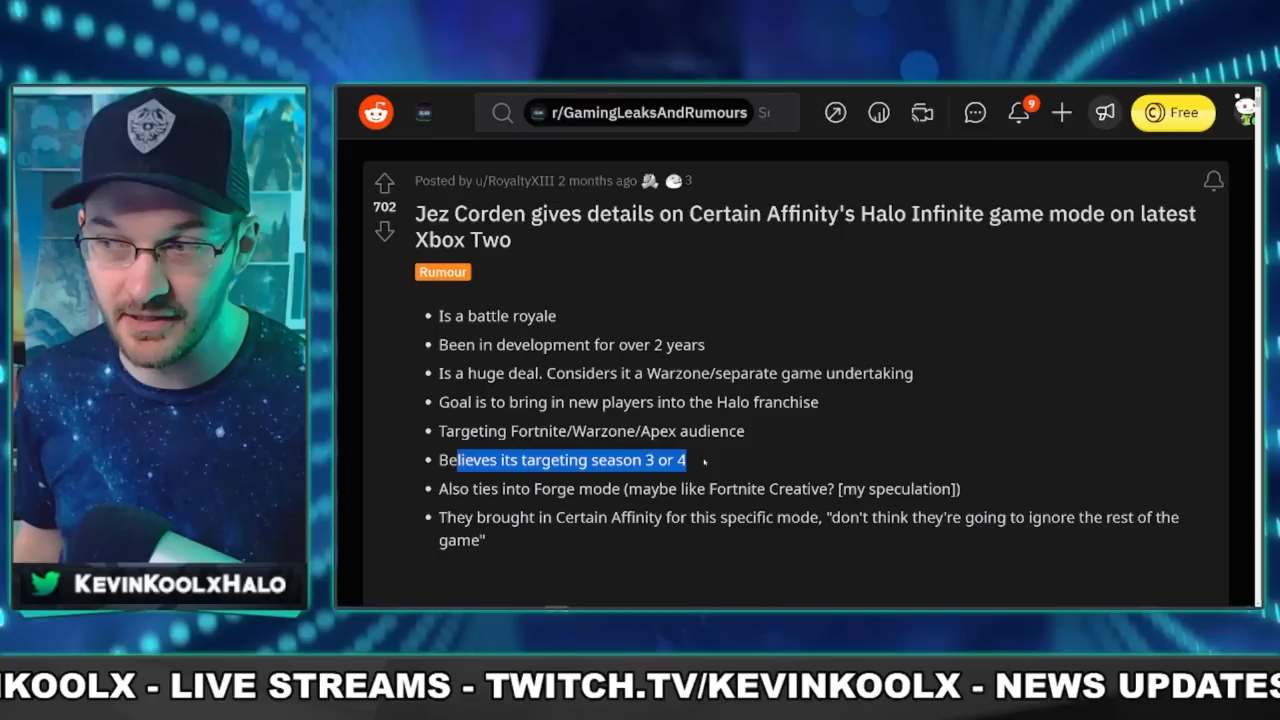 r/GamingLeaksAndRumours
9
Free
Posted by u/RoyaltyXIII 2 months ago
3
702
Jez Corden gives details on Certain Affinity's Halo Infinite game mode on latest
Xbox Two
Rumour
• Is a battle royale
• Been in development for over 2 years
• Is a huge deal. Considers it a Warzone/separate game undertaking
• Goal is to bring in new players into the Halo franchise
• Targeting Fortnite/Warzone/Apex audience
• Believes its targeting season 3 or 4
• Also ties into Forge mode (maybe like Fortnite Creative? [my speculation])
• They brought in Certain Affinity for this specific mode, "don't think they're going to ignore the rest of the
game"
KEVINKOOLXHALO
NKOOLX - LIVE STREAMS - TWITCH.TV/KEVINKOOLX - NEWS UPDATES